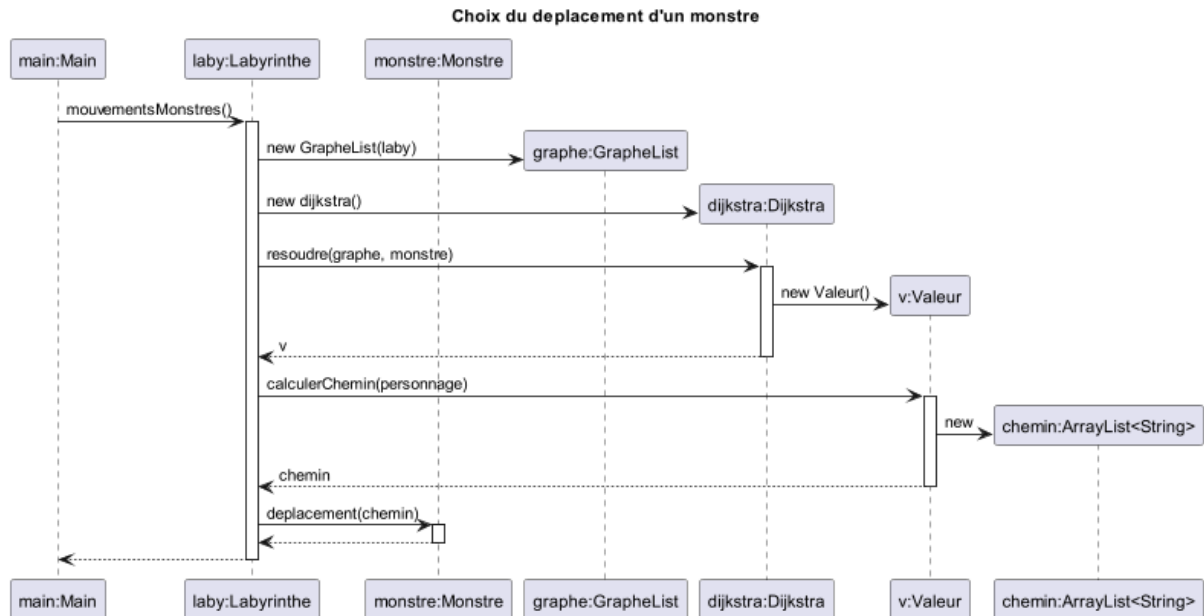 Choix du deplacement d'un monstre
main:Main
laby:Labyrinthe
monstre:Monstre
mouvementsMonstres()
new GrapheList(laby)
graphe:GrapheList
new dijkstra()
dijkstra:Dijkstra
resoudre(graphe, monstre)
new Valeur()
v:Valeur
v
calculerChemin(personnage)
new
chemin:ArrayList<String>
chemin
deplacement(chemin)
main:Main
laby:Labyrinthe
monstre:Monstre
graphe:GrapheList
dijkstra:Dijkstra
v:Valeur
chemin:ArrayList<String>